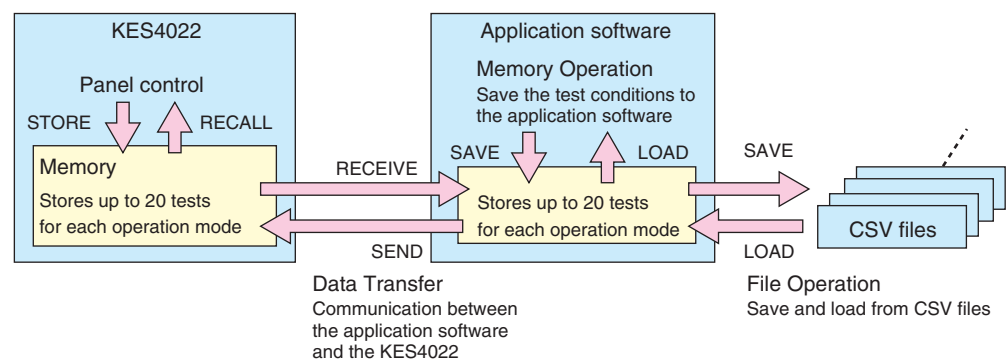 KES4022
Panel control
STORE
RECALL
Memory
Stores up to 20 tests
for each operation mode
RECEIVE
SEND
Data Transfer
Communication between
the application software
and the KES4022
Application software
Memory Operation
Save the test conditions to
the application software
SAVE
LOAD
Stores up to 20 tests
for each operation mode
SAVE
LOAD
CSV files
File Operation
Save and load from CSV files